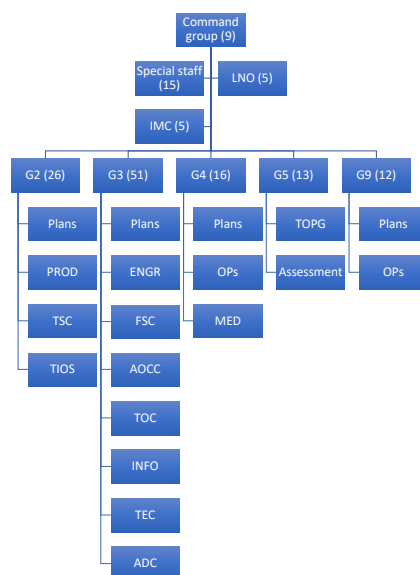 Command
group (9)
Special staff
(15)
LNO (5)
IMC (5)
G2 (26)
G3 (51)
G4 (16)
G5 (13)
G9 (12)
Plans
Plans
Plans
TOPG
Plans
PROD
ENGR
OPs
Assessment
OPs
TSC
FSC
MED
TIOS
AOCC
TOC
INFO
TEC
ADC